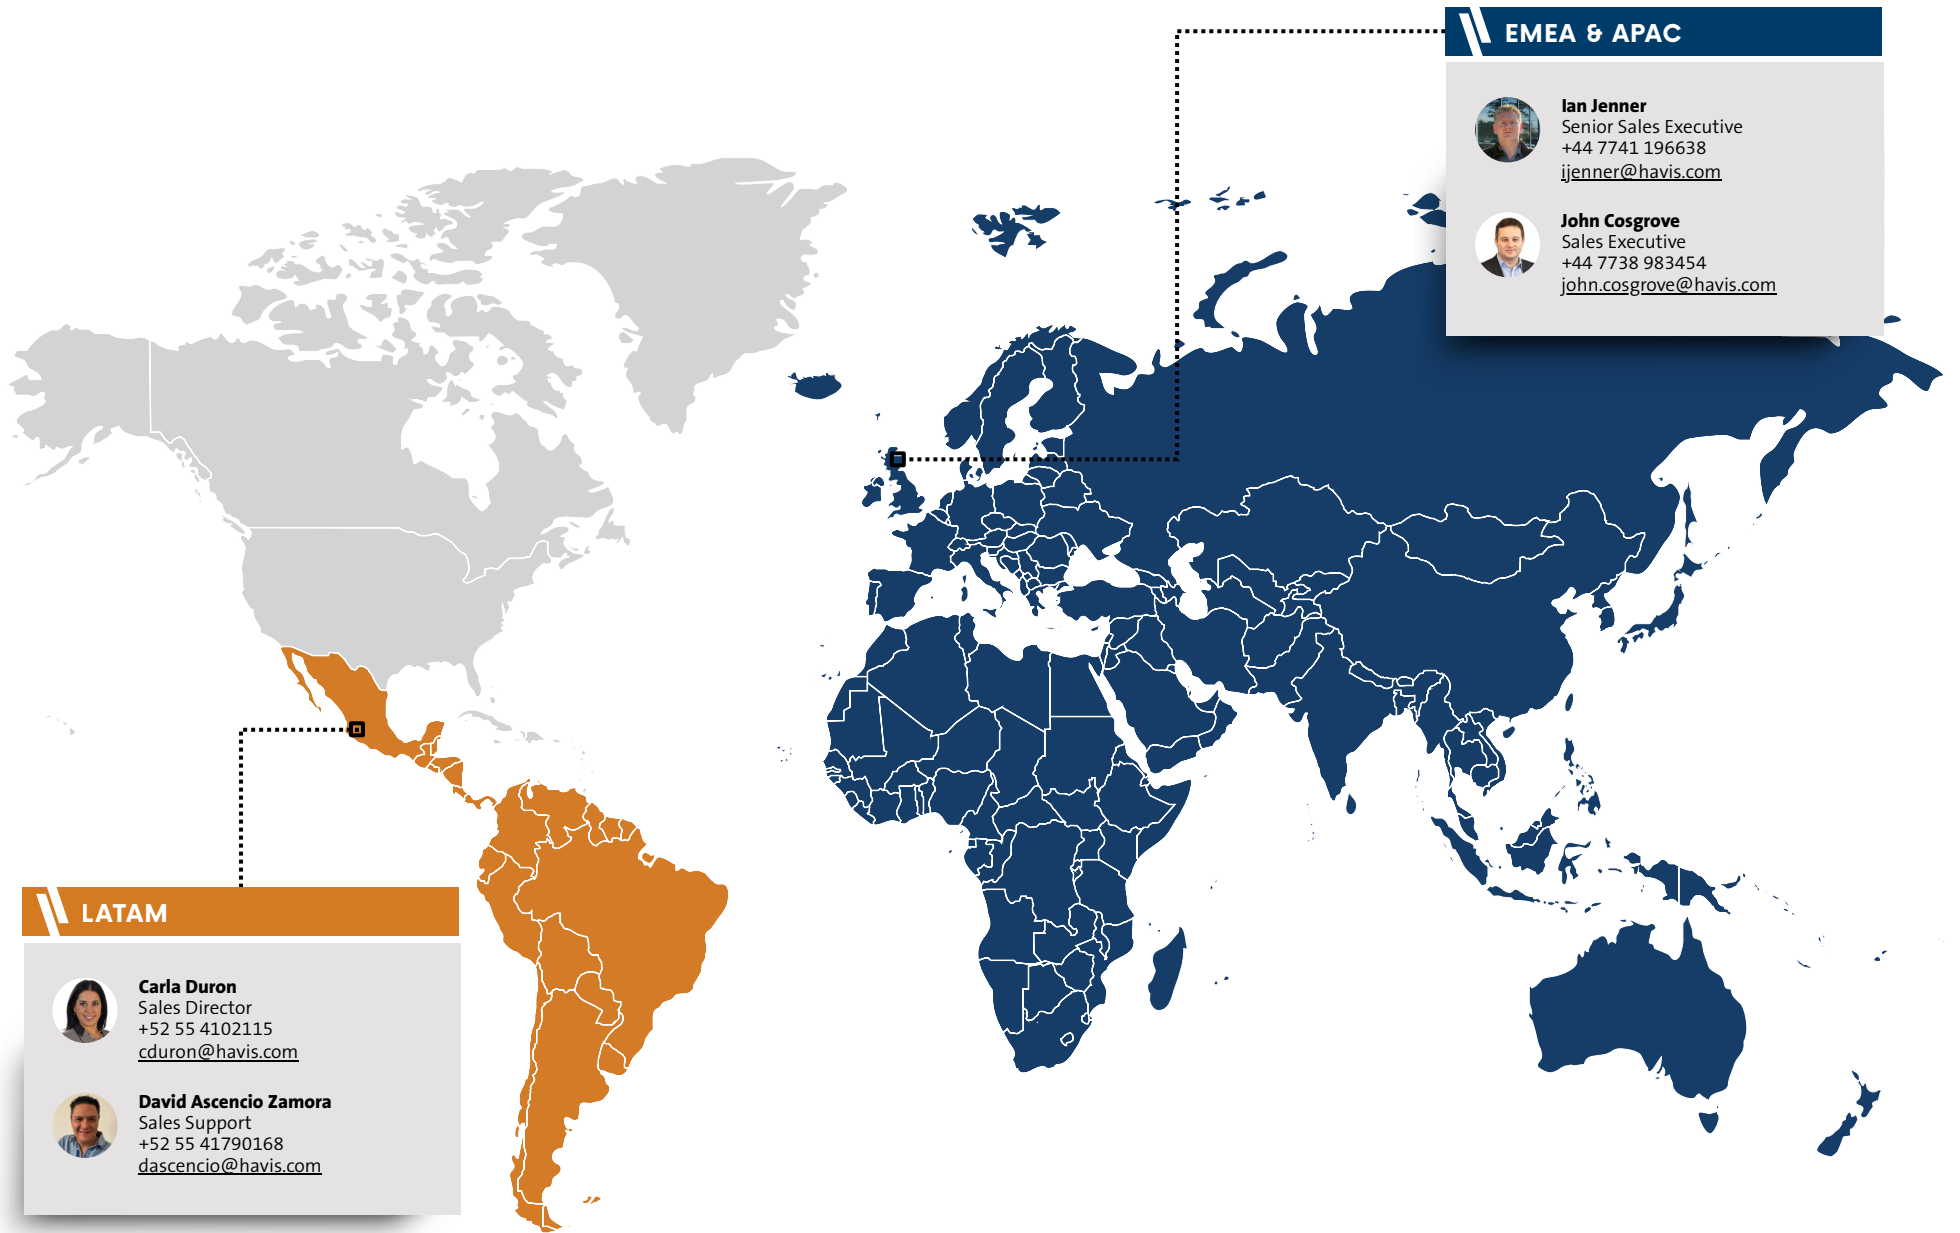 EMEA & APAC
Ian Jenner
Senior Sales Executive
+44 7741 196638
ijenner@havis.com
John Cosgrove
Sales Executive
+44 7738 983454
john.cosgrove@havis.com
LATAM
Carla Duron
Sales Director
+52 55 4102115
cduron@havis.com
David Ascencio Zamora
Sales Support
+52 55 41790168
dascencio@havis.com